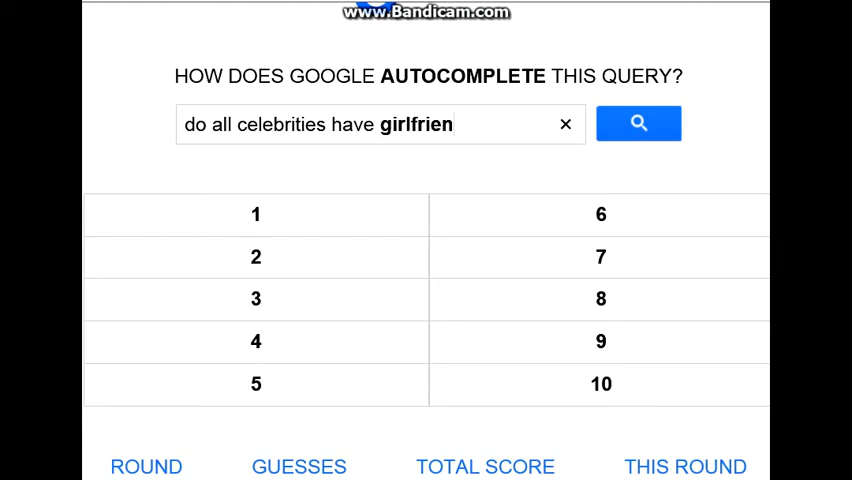 www.Bandicam.com
HOW DOES GOOGLE AUTOCOMPLETE THIS QUERY?
do all celebrities have girlfrien ✕
1 6
2 7
3 8
4 9
5 10
ROUND GUESSES TOTAL SCORE THIS ROUND